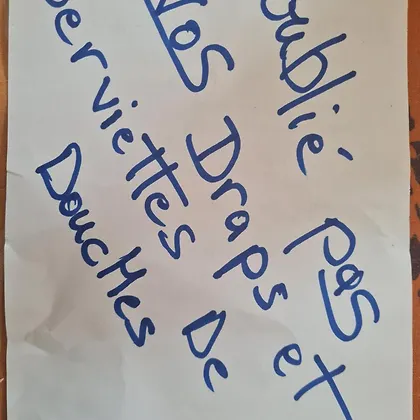 oublié pas
Vos Draps et
serviettes De
Douches